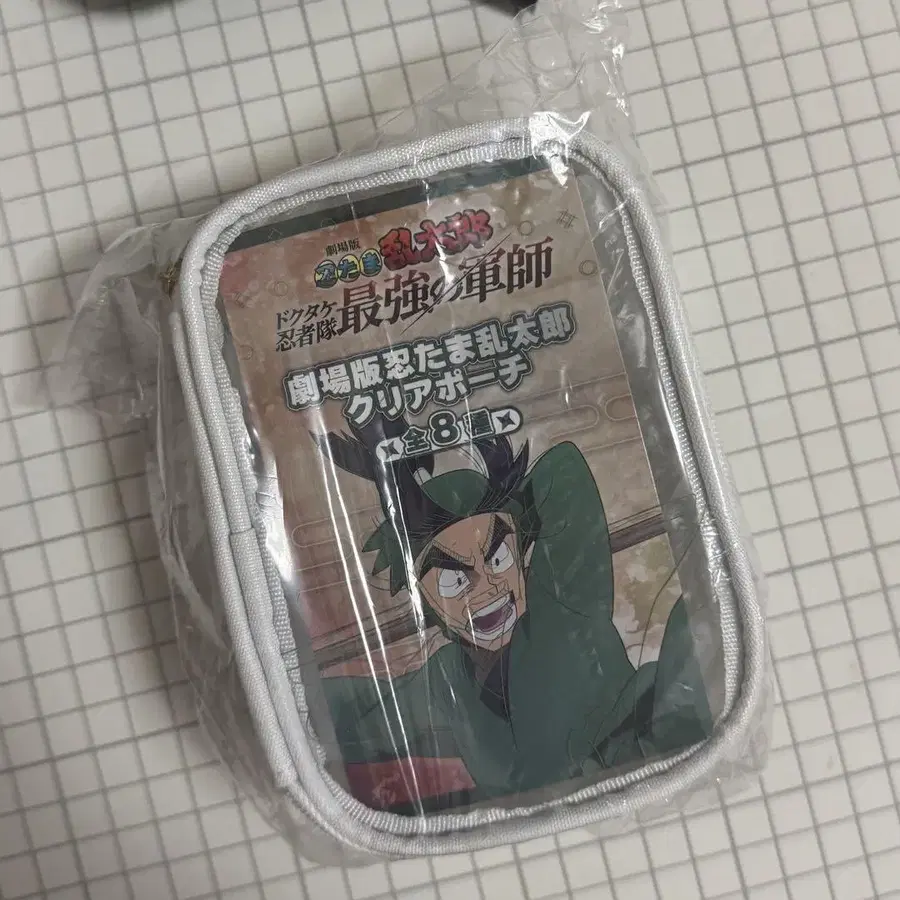 劇場版
忍たま乱太郎
ドクタケ忍者隊
最強の軍師
劇場版忍たま乱太郎
クリアポーチ
全8種